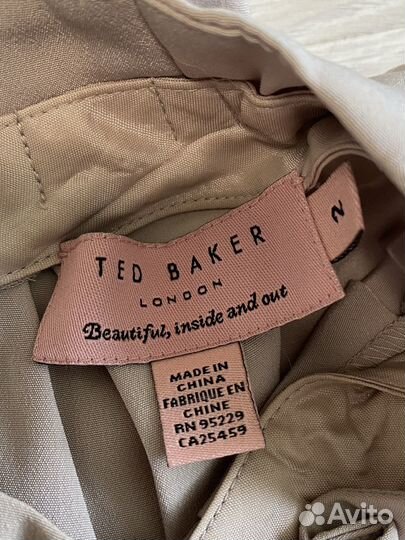 TED BAKER
LONDON
Beautiful, inside and out
2
MADE IN
CHINA
FABRIQUE EN
CHINE
RN 95229
CA25459
Avito